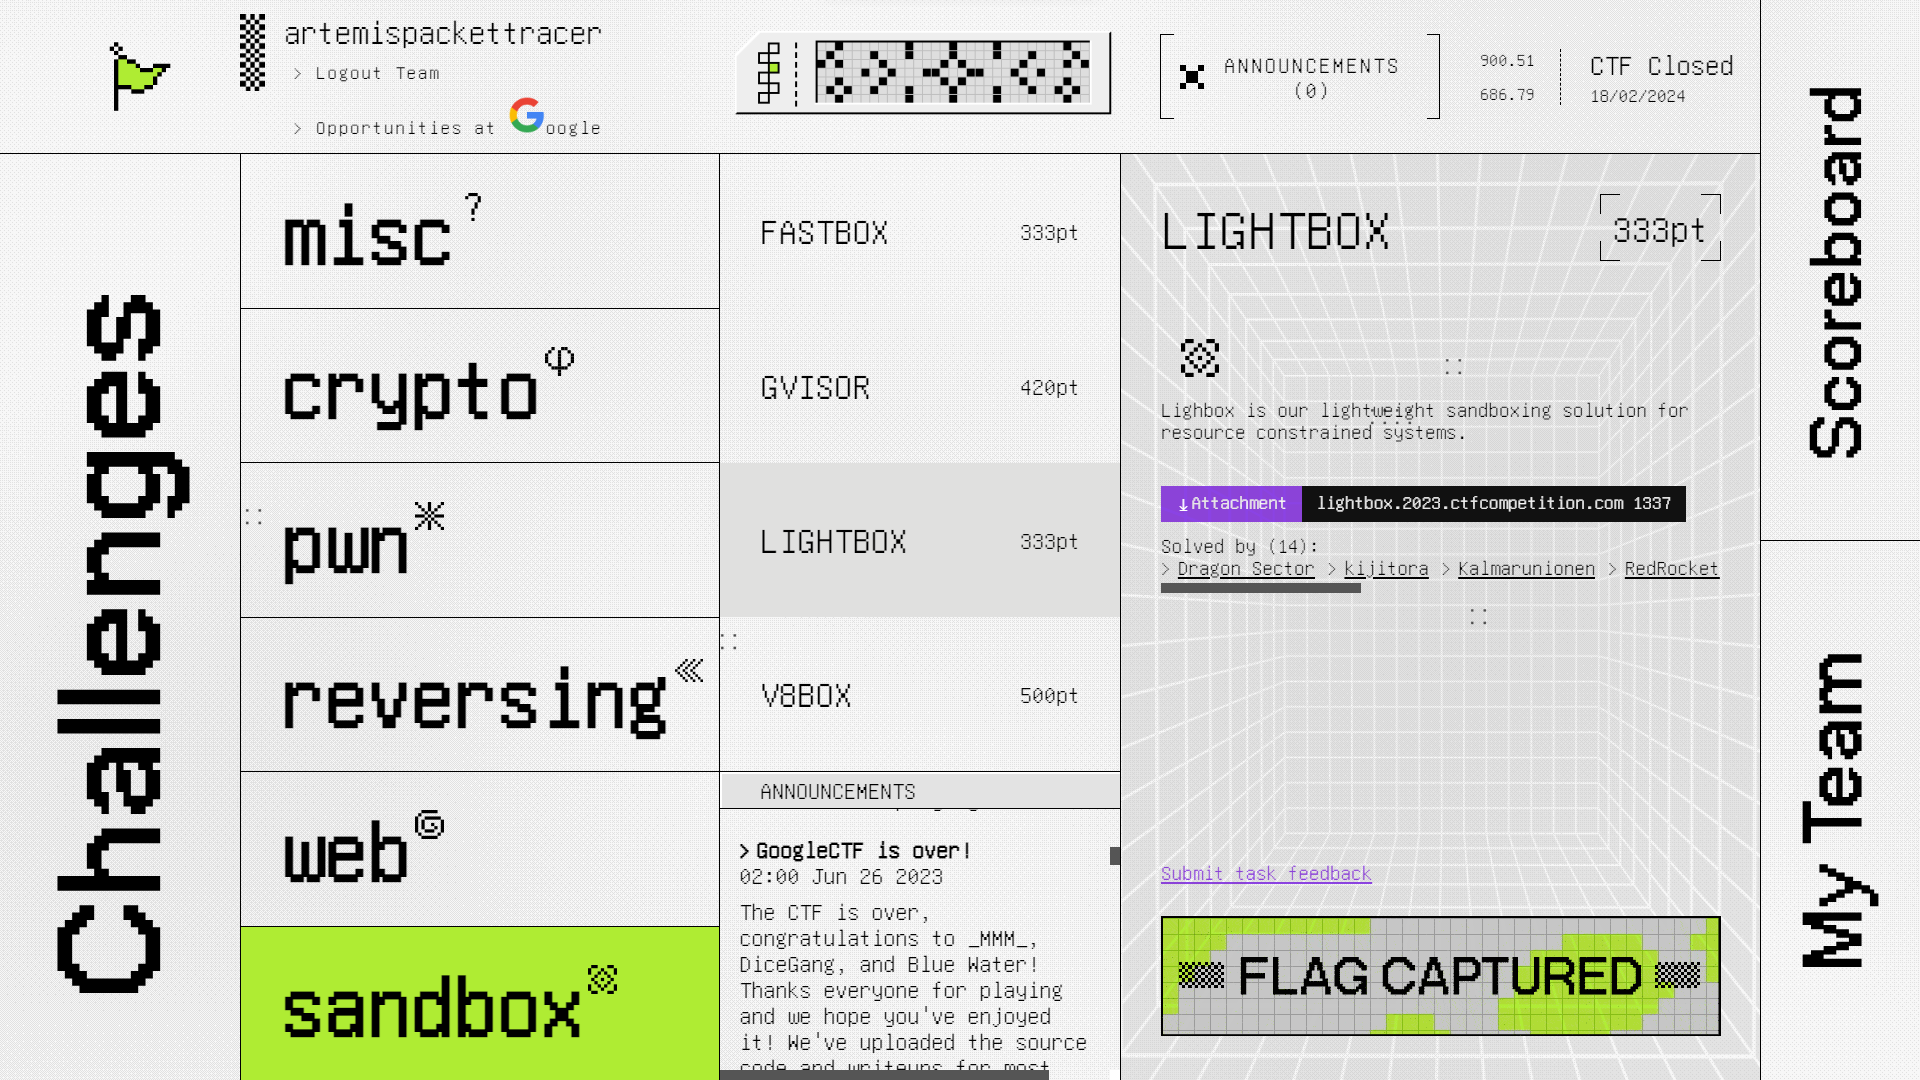 artemispackettracer
> Logout Team
> Opportunities at Google
ANNOUNCEMENTS
(0)
900.51
686.79
CTF Closed
18/02/2024
Challenges
misc ?
crypto
pwn
reversing
web
sandbox
FASTBOX 333pt
GVISOR 420pt
LIGHTBOX 333pt
V8BOX 500pt
ANNOUNCEMENTS
> GoogleCTF is over!
02:00 Jun 26 2023
The CTF is over,
congratulations to _MMM_,
DiceGang, and Blue Water!
Thanks everyone for playing
and we hope you've enjoyed
it! We've uploaded the source
code and writeups for most
LIGHTBOX
333pt
Lighbox is our lightweight sandboxing solution for
resource constrained systems.
Attachment
lightbox.2023.ctfcompetition.com 1337
Solved by (14):
> Dragon Sector > kijitora > Kalmarunionen > RedRocket
Submit task feedback
FLAG CAPTURED
Scoreboard
My Team